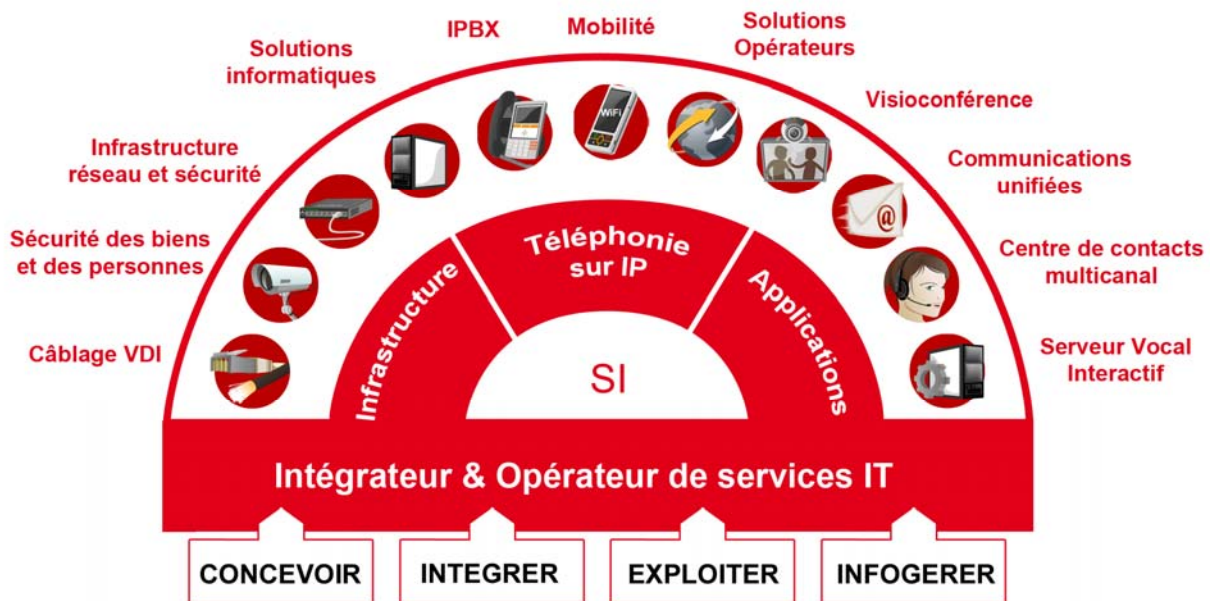 IPBX
Mobilité
Solutions
Opérateurs
Solutions
informatiques
Visioconférence
Infrastructure
réseau et sécurité
Communications
unifiées
Sécurité des biens
et des personnes
Centre de contacts
multicanal
Câblage VDI
Serveur Vocal
Interactif
WiFi
@
Infrastructure
Téléphonie
sur IP
Applications
SI
Intégrateur & Opérateur de services IT
CONCEVOIR
INTEGRER
EXPLOITER
INFOGERER